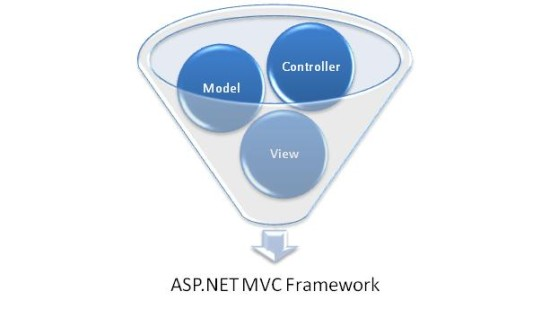 Controller
Model
View
ASP.NET MVC Framework